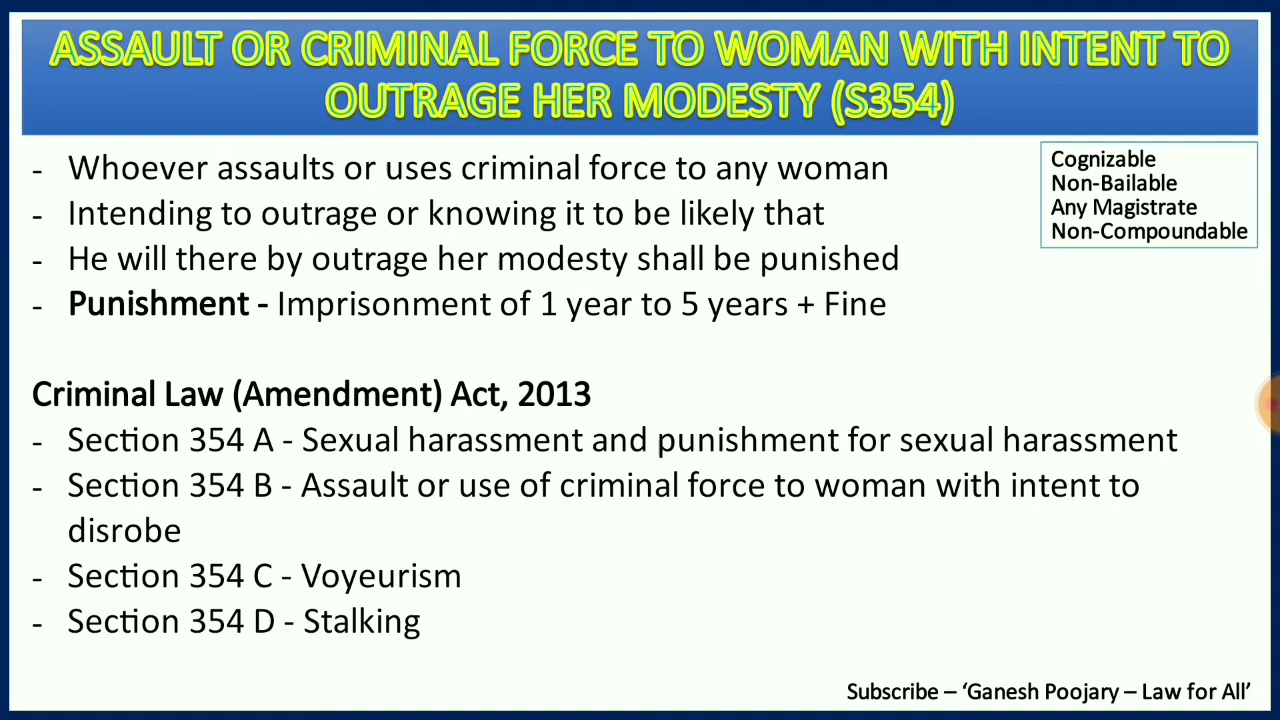 ASSAULT OR CRIMINAL FORCE TO WOMAN WITH INTENT TO
OUTRAGE HER MODESTY (S354)
- Whoever assaults or uses criminal force to any woman
- Intending to outrage or knowing it to be likely that
- He will there by outrage her modesty shall be punished
- Punishment - Imprisonment of 1 year to 5 years + Fine
Cognizable
Non-Bailable
Any Magistrate
Non-Compoundable
Criminal Law (Amendment) Act, 2013
- Section 354 A - Sexual harassment and punishment for sexual harassment
- Section 354 B - Assault or use of criminal force to woman with intent to
disrobe
- Section 354 C - Voyeurism
- Section 354 D - Stalking
Subscribe – ‘Ganesh Poojary – Law for All’